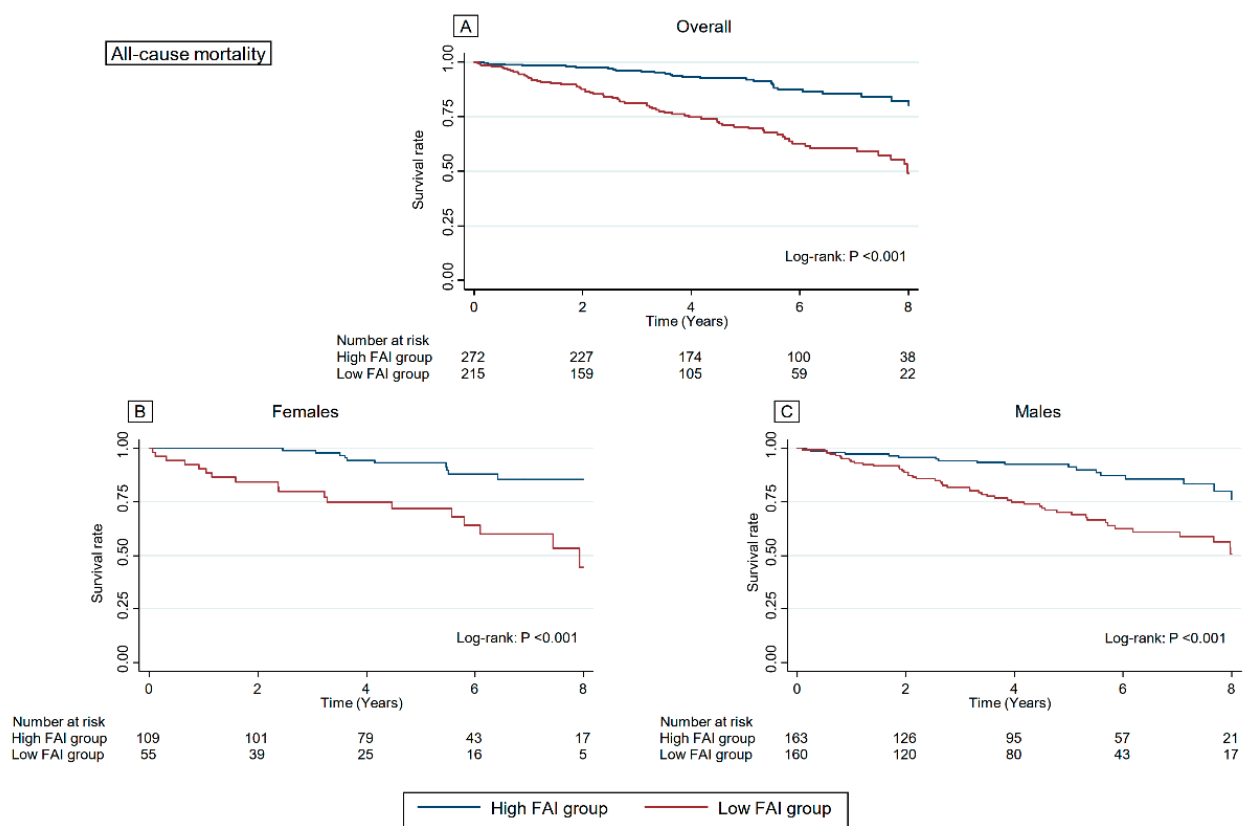 All-cause mortality
A
Overall
Survival rate
1.00
0.75
0.50
0.25
0.00
Log-rank: P <0.001
0 2 4 6 8
Time (Years)
Number at risk
High FAI group 272 227 174 100 38
Low FAI group 215 159 105 59 22
B
Females
Survival rate
1.00
0.75
0.50
0.25
0.00
Log-rank: P <0.001
0 2 4 6 8
Time (Years)
Number at risk
High FAI group 109 101 79 43 17
Low FAI group 55 39 25 16 5
C
Males
Survival rate
1.00
0.75
0.50
0.25
0.00
Log-rank: P <0.001
0 2 4 6 8
Time (Years)
Number at risk
High FAI group 163 126 95 57 21
Low FAI group 160 120 80 43 17
High FAI group Low FAI group